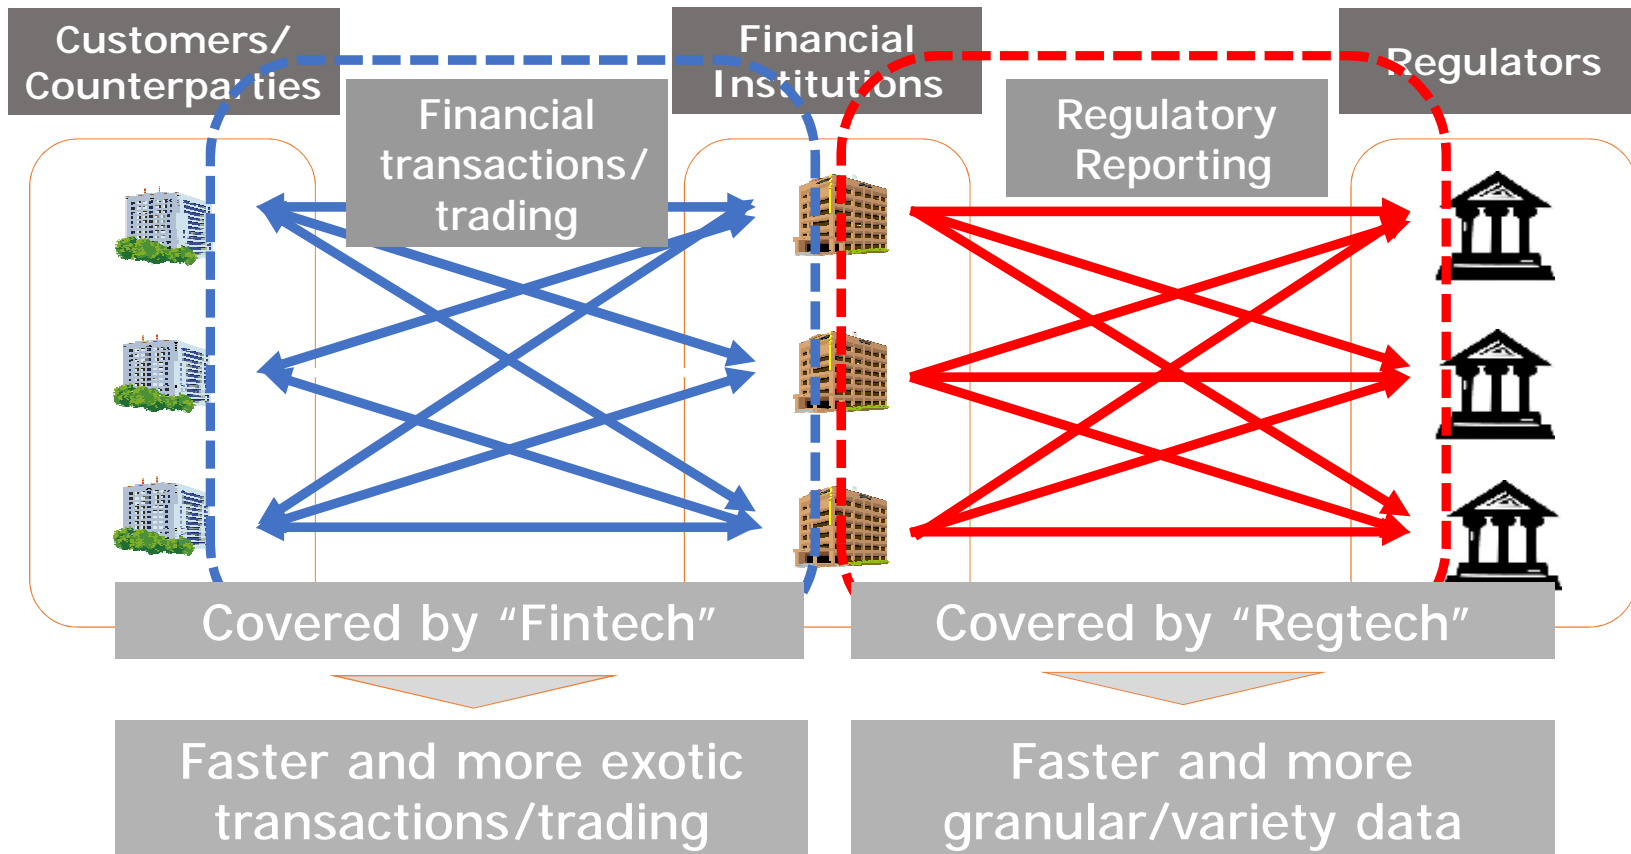 Customers/
Counterparties
Financial
Institutions
Regulators
Financial
transactions/
trading
Regulatory
Reporting
Covered by “Fintech”
Covered by “Regtech”
Faster and more exotic
transactions/trading
Faster and more
granular/variety data